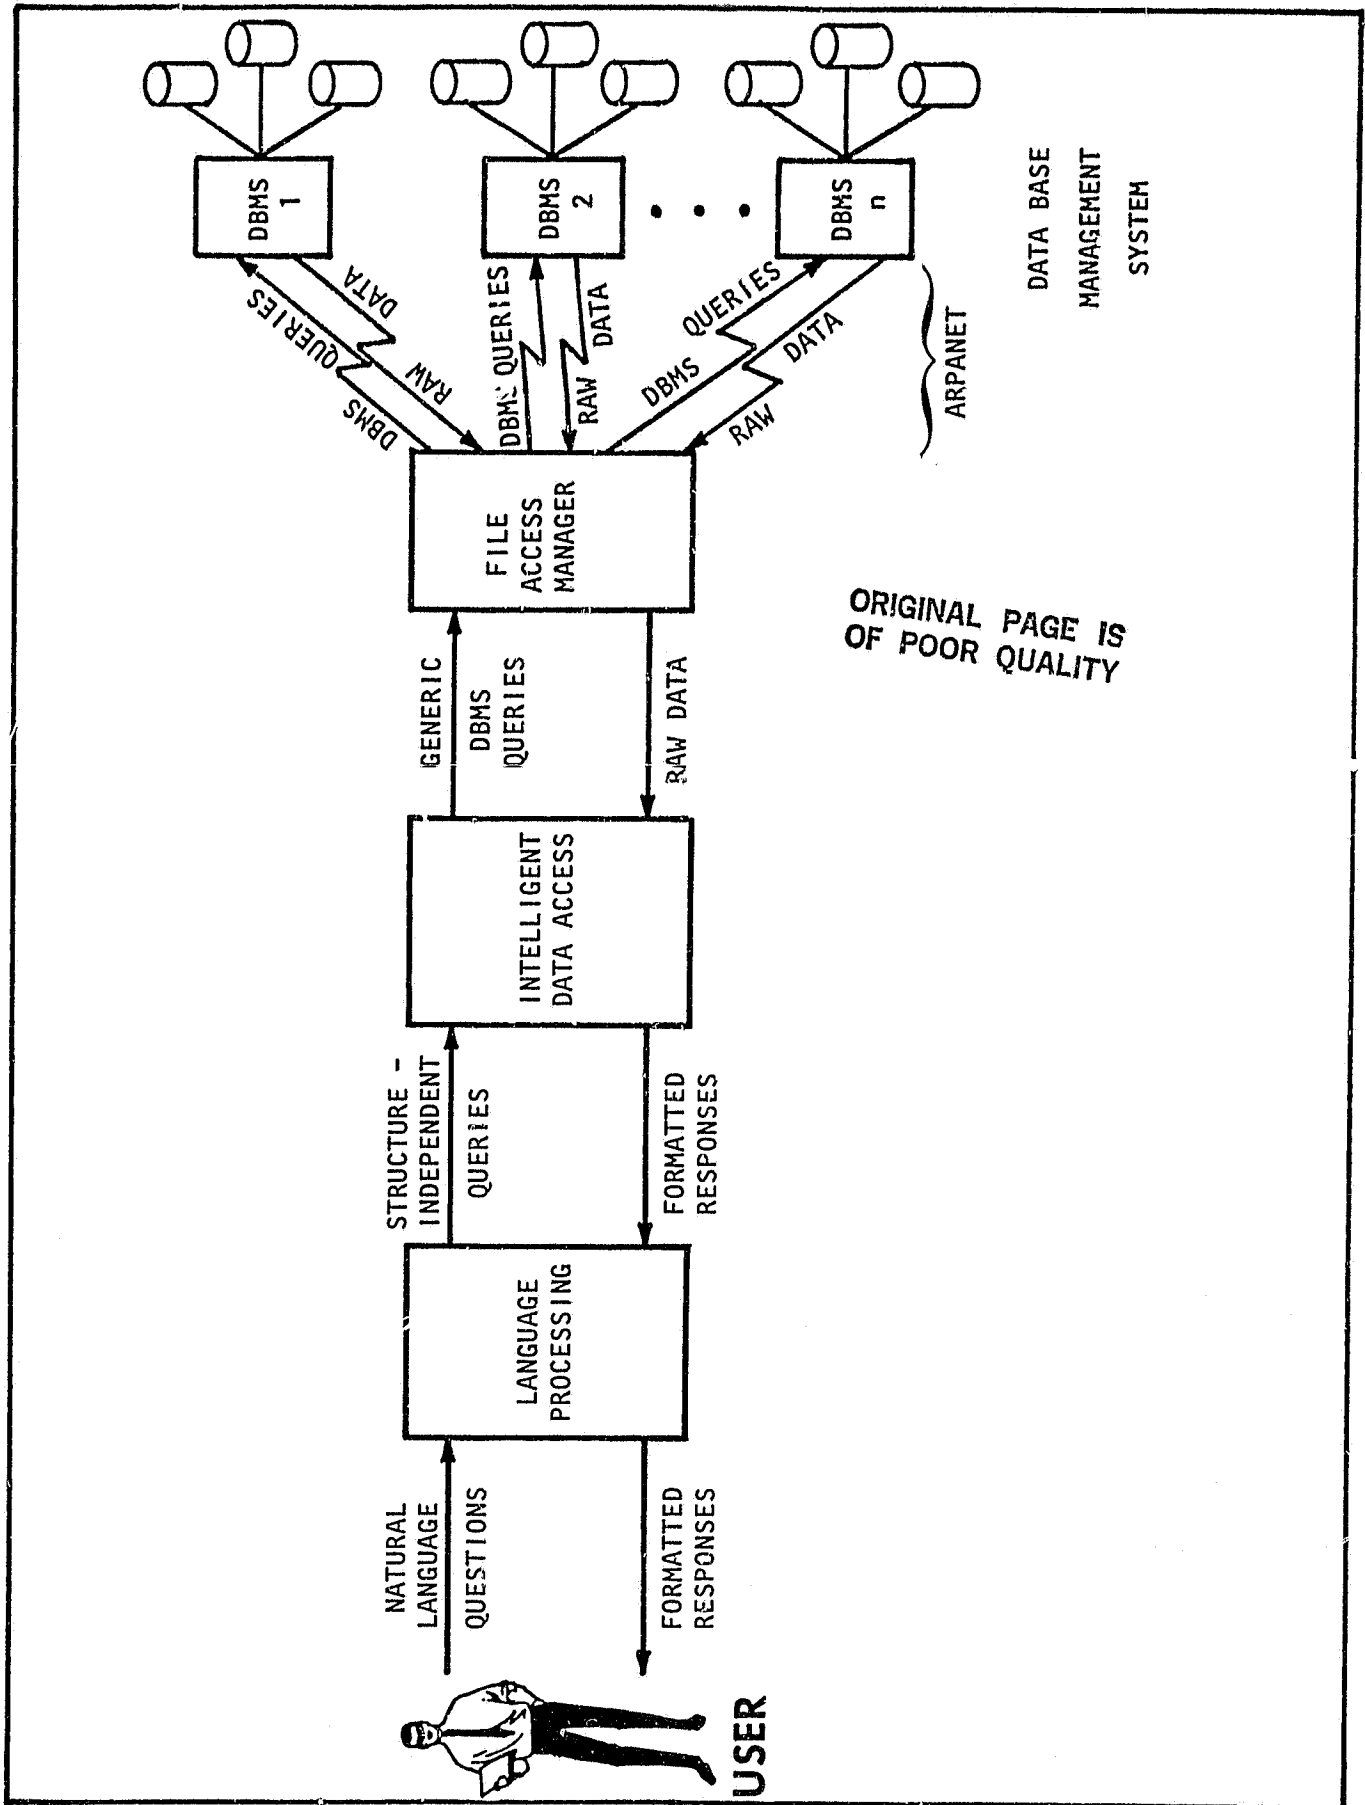 USER
NATURAL
LANGUAGE
QUESTIONS
FORMATTED
RESPONSES
LANGUAGE
PROCESSING
STRUCTURE -
INDEPENDENT
QUERIES
FORMATTED
RESPONSES
INTELLIGENT
DATA ACCESS
GENERIC
DBMS
QUERIES
RAW DATA
FILE
ACCESS
MANAGER
DBMS QUERIES
RAW DATA
DBMS QUERIES
RAW DATA
DBMS QUERIES
RAW DATA
ARPANET
DBMS
1
DBMS
2
DBMS
n
DATA BASE
MANAGEMENT
SYSTEM
ORIGINAL PAGE IS
OF POOR QUALITY